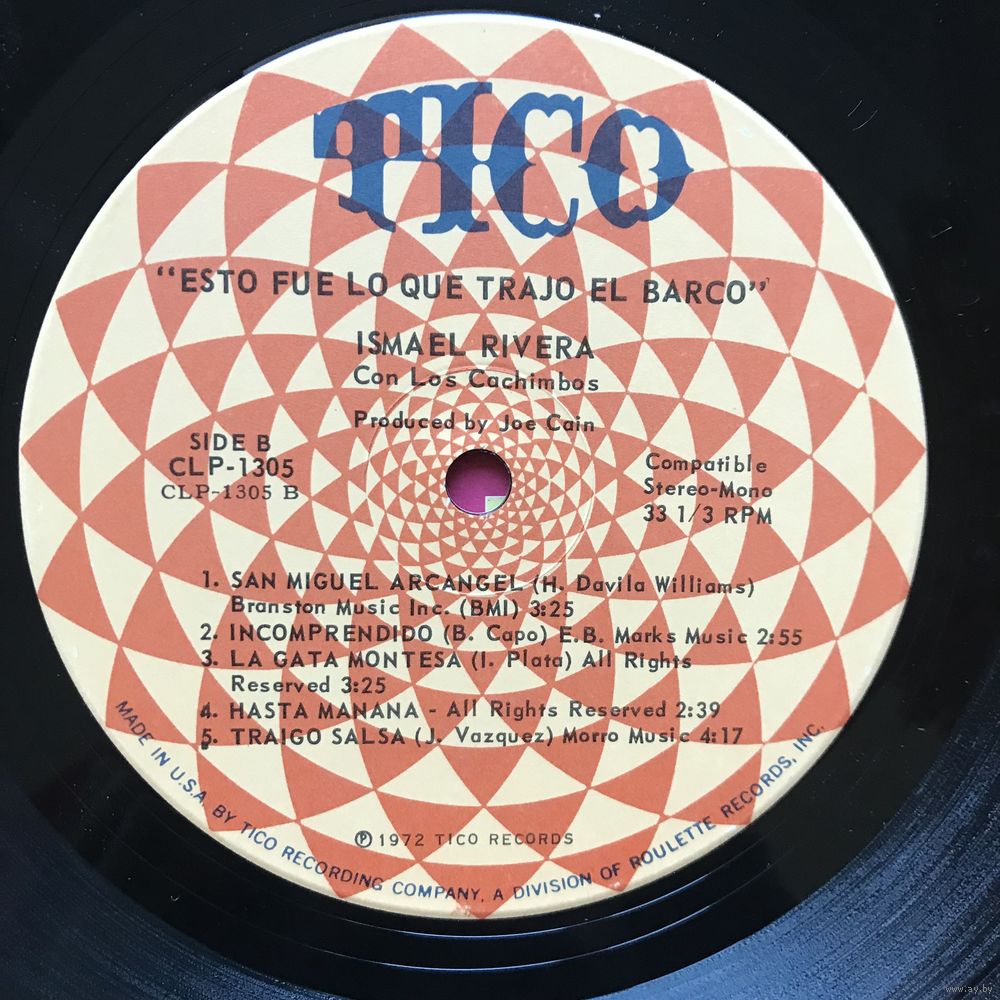 TICO
"ESTO FUE LO QUE TRAJO EL BARCO"
ISMAEL RIVERA
Con Los Cachimbos
Produced by Joe Cain
SIDE B
CLP-1305
CLP-1305 B
Compatible
Stereo-Mono
33 1/3 RPM
1. SAN MIGUEL ARCANGEL (H. Davila Williams)
Branston Music Inc. (BMI) 3:25
2. INCOMPRENDIDO (B. Capo) E.B. Marks Music 2:55
3. LA GATA MONTESA (I. Plata) All Rights
Reserved 3:25
4. HASTA MANANA - All Rights Reserved 2:39
5. TRAIGO SALSA (J. Vazquez) Morro Music 4:17
Ⓟ 1972 TICO RECORDS
MADE IN U.S.A. BY TICO RECORDING COMPANY, A DIVISION OF ROULETTE RECORDS, INC.
www.ay.by